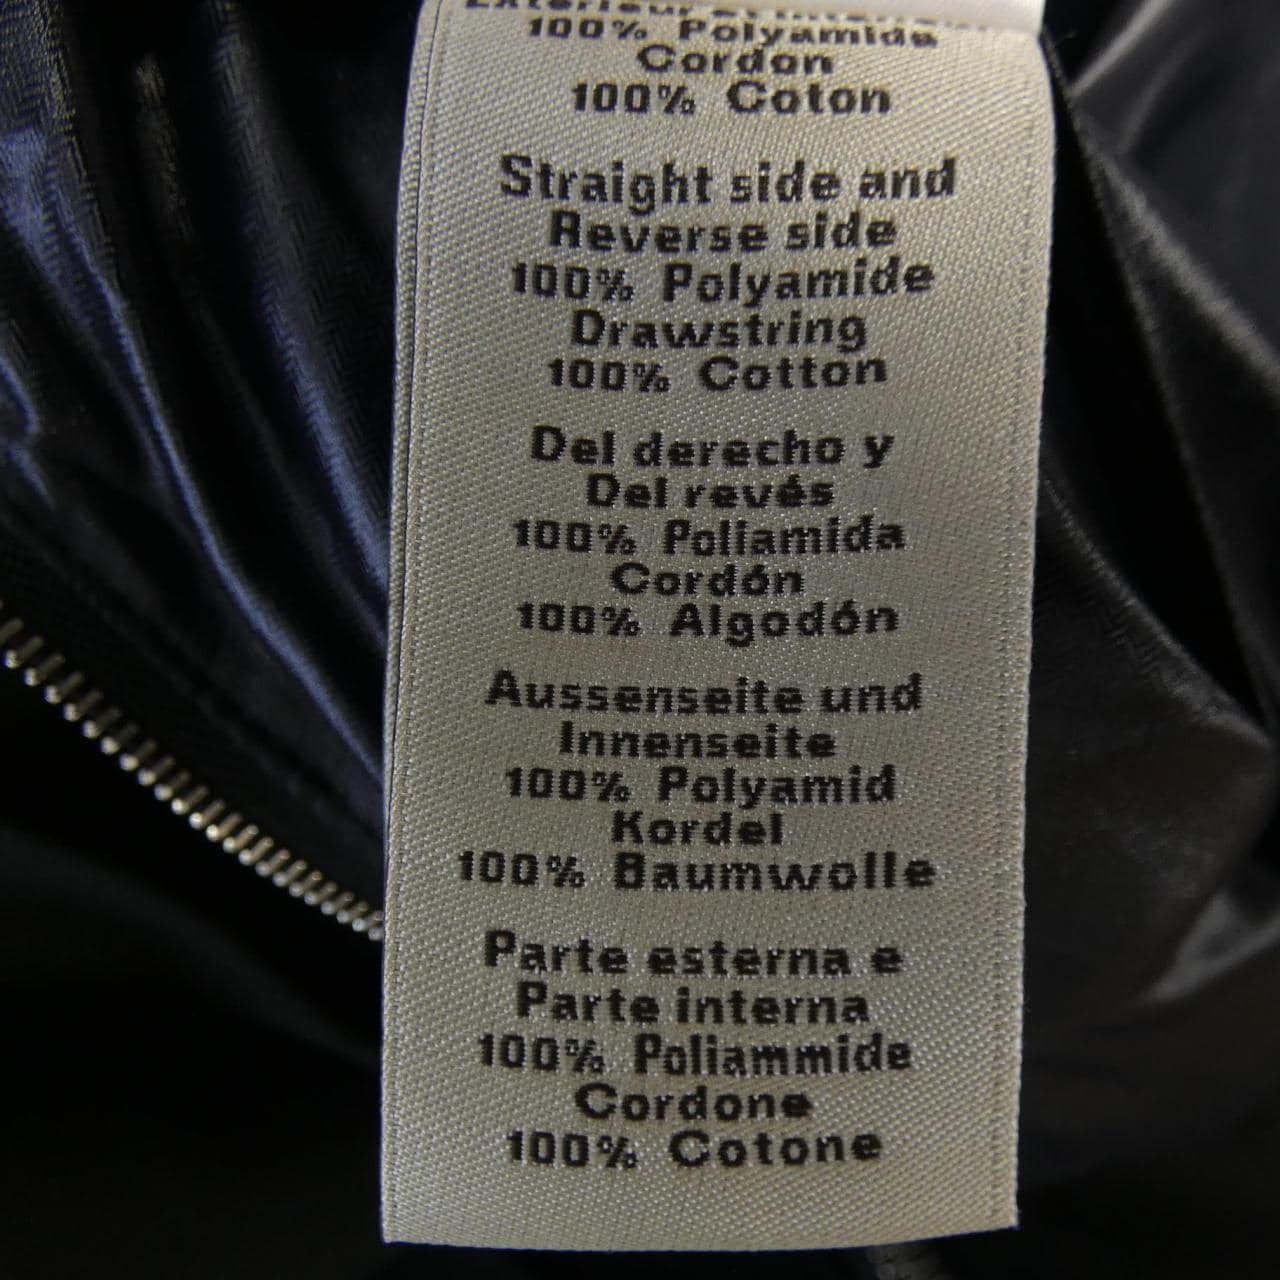 100% Polyamide
Cordon
100% Coton
Straight side and
Reverse side
100% Polyamide
Drawstring
100% Cotton
Del derecho y
Del revés
100% Poliamida
Cordón
100% Algodón
Aussenseite und
Innenseite
100% Polyamid
Kordel
100% Baumwolle
Parte esterna e
Parte interna
100% Poliammide
Cordone
100% Cotone